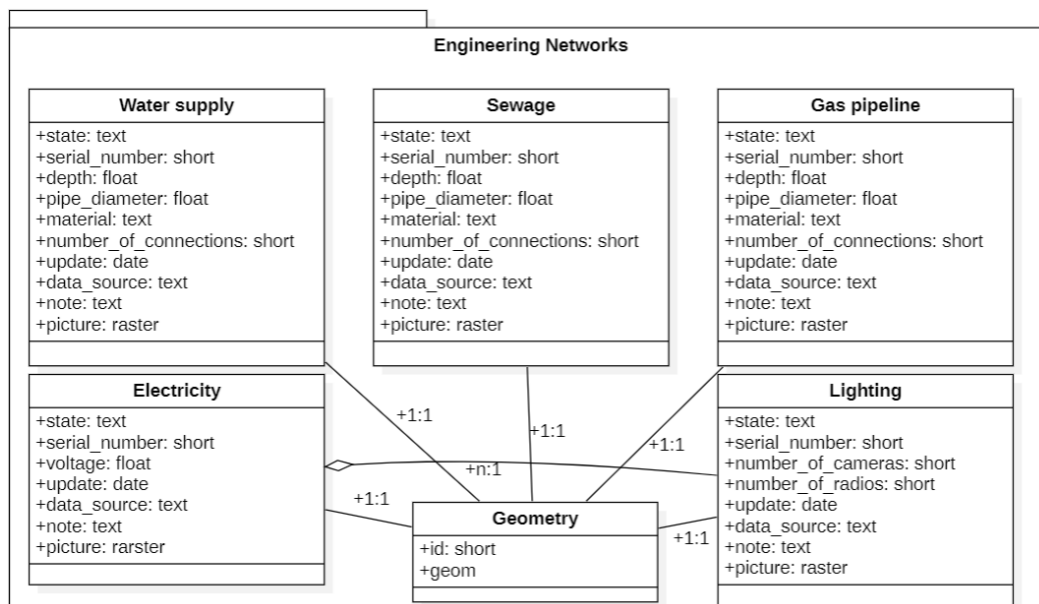 Engineering Networks
Water supply
+state: text
+serial_number: short
+depth: float
+pipe_diameter: float
+material: text
+number_of_connections: short
+update: date
+data_source: text
+note: text
+picture: raster
Sewage
+state: text
+serial_number: short
+depth: float
+pipe_diameter: float
+material: text
+number_of_connections: short
+update: date
+data_source: text
+note: text
+picture: raster
Gas pipeline
+state: text
+serial_number: short
+depth: float
+pipe_diameter: float
+material: text
+number_of_connections: short
+update: date
+data_source: text
+note: text
+picture: raster
Electricity
+state: text
+serial_number: short
+voltage: float
+update: date
+data_source: text
+note: text
+picture: rarster
+1:1
+1:1
+1:1
+n:1
+1:1
+1:1
Geometry
+id: short
+geom
Lighting
+state: text
+serial_number: short
+number_of_cameras: short
+number_of_radios: short
+update: date
+data_source: text
+note: text
+picture: raster